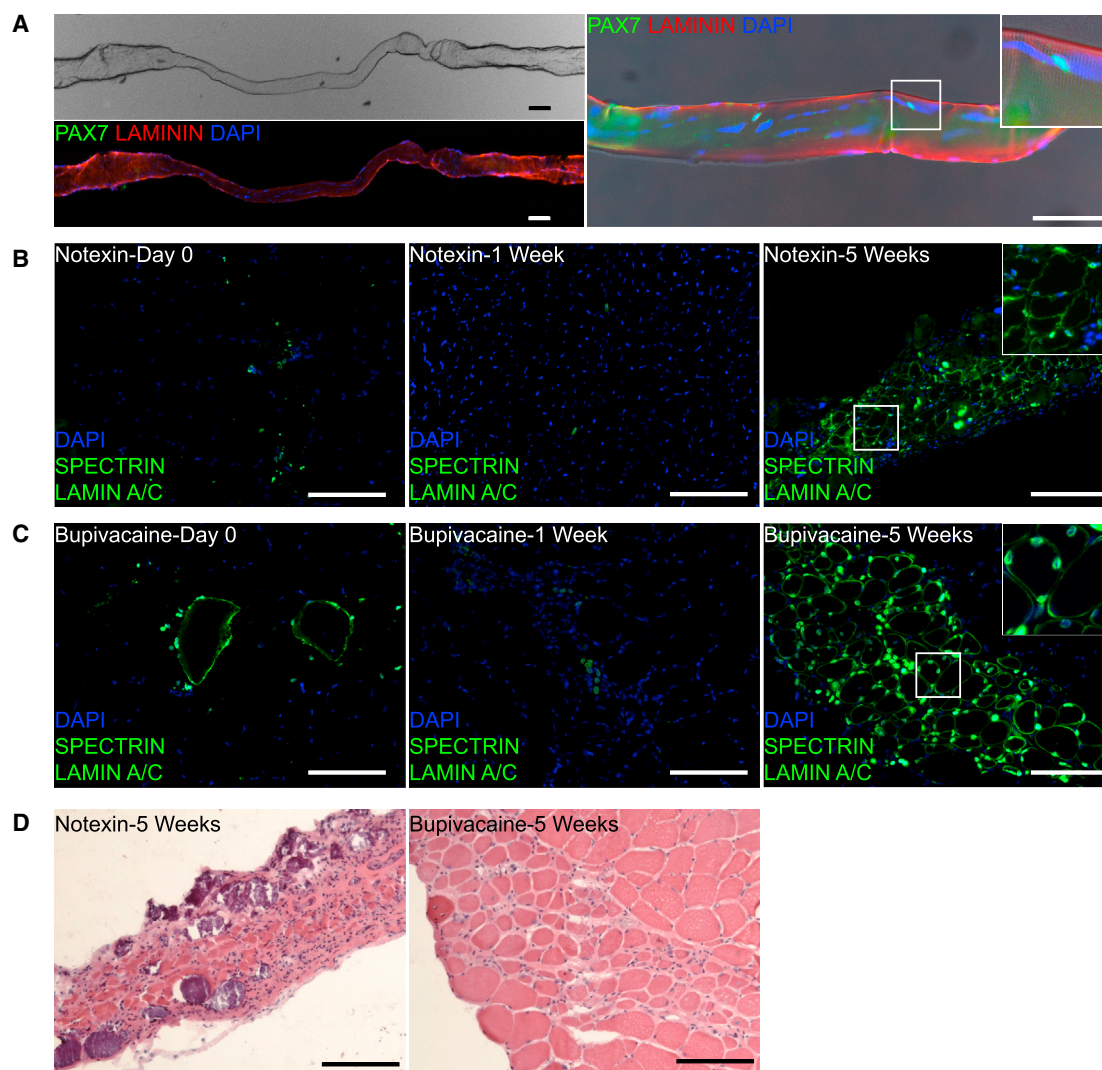 A
PAX7 LAMININ DAPI
PAX7 LAMININ DAPI
B
Notexin-Day 0
DAPI
SPECTRIN
LAMIN A/C
Notexin-1 Week
DAPI
SPECTRIN
LAMIN A/C
Notexin-5 Weeks
DAPI
SPECTRIN
LAMIN A/C
C
Bupivacaine-Day 0
DAPI
SPECTRIN
LAMIN A/C
Bupivacaine-1 Week
DAPI
SPECTRIN
LAMIN A/C
Bupivacaine-5 Weeks
DAPI
SPECTRIN
LAMIN A/C
D
Notexin-5 Weeks
Bupivacaine-5 Weeks